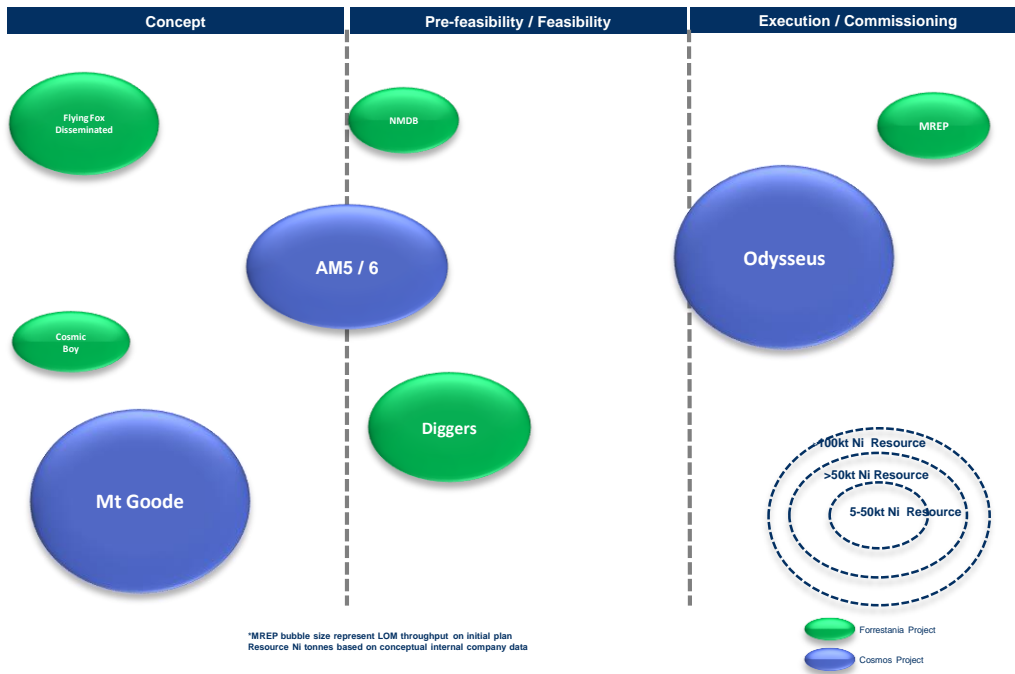 Concept
Pre-feasibility / Feasibility
Execution / Commissioning
Flying Fox
Disseminated
NMDB
MREP
AM5 / 6
Odysseus
Cosmic
Boy
Diggers
Mt Goode
>100kt Ni Resource
>50kt Ni Resource
5-50kt Ni Resource
*MREP bubble size represent LOM throughput on initial plan
Resource Ni tonnes based on conceptual internal company data
Forrestania Project
Cosmos Project